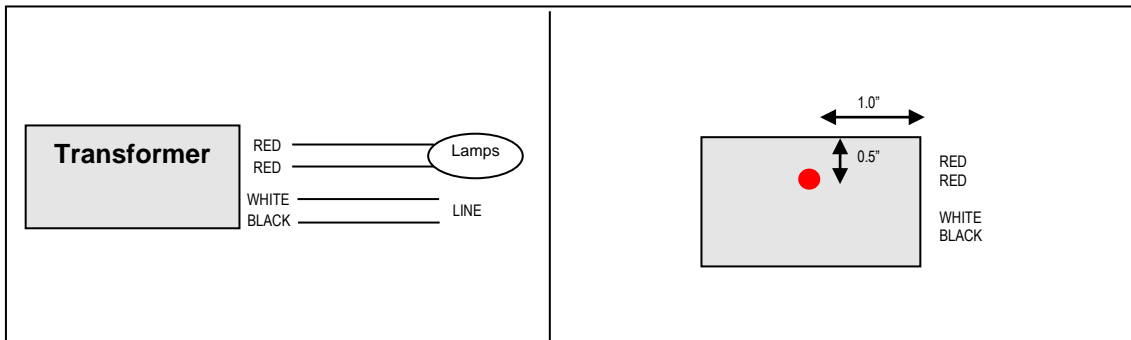 Transformer
RED
RED
WHITE
BLACK
Lamps
LINE
1.0”
0.5”
RED
RED
WHITE
BLACK